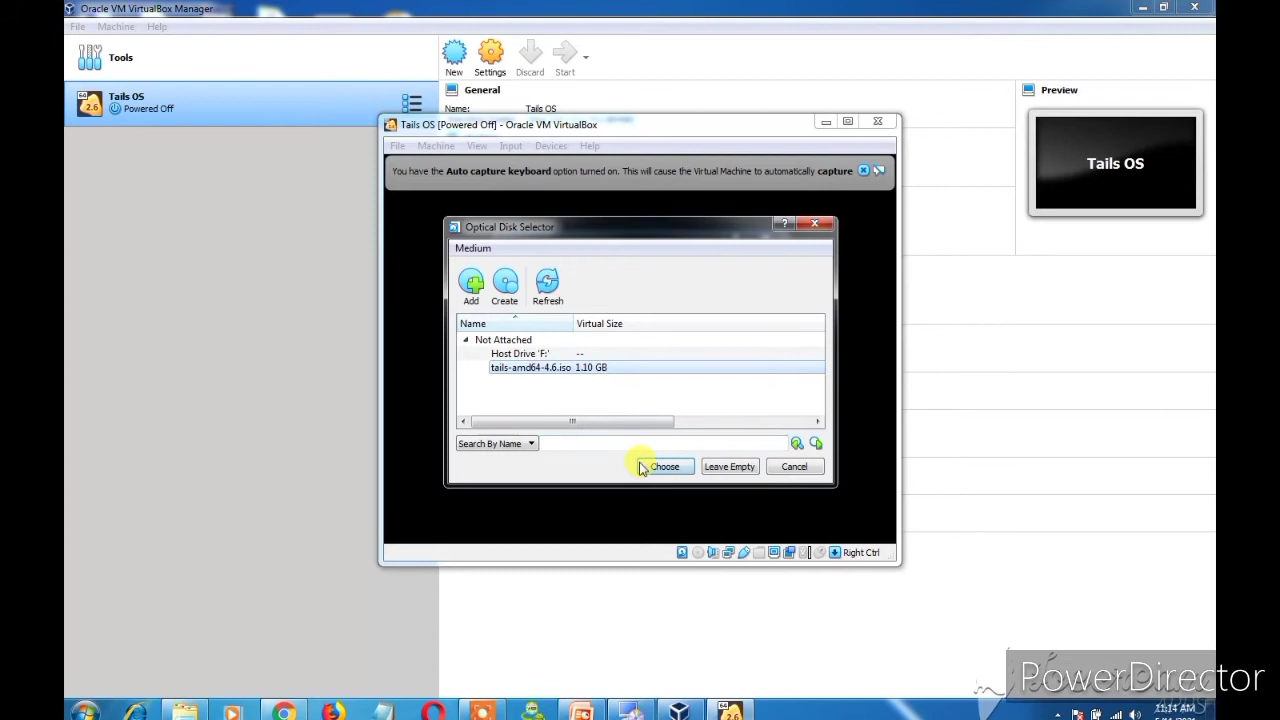 Oracle VM VirtualBox Manager
File Machine Help
Tools
New Settings Discard Start
64
2.6
Tails OS
Powered Off
General
Name: Tails OS
Preview
Tails OS
Tails OS [Powered Off] - Oracle VM VirtualBox
File Machine View Input Devices Help
You have the Auto capture keyboard option turned on. This will cause the Virtual Machine to automatically capture
Optical Disk Selector
Medium
Add Create Refresh
Name Virtual Size
Not Attached
Host Drive 'F:' --
tails-amd64-4.6.iso 1.10 GB
Search By Name
Choose Leave Empty Cancel
Right Ctrl
PowerDirector
11:14 AM